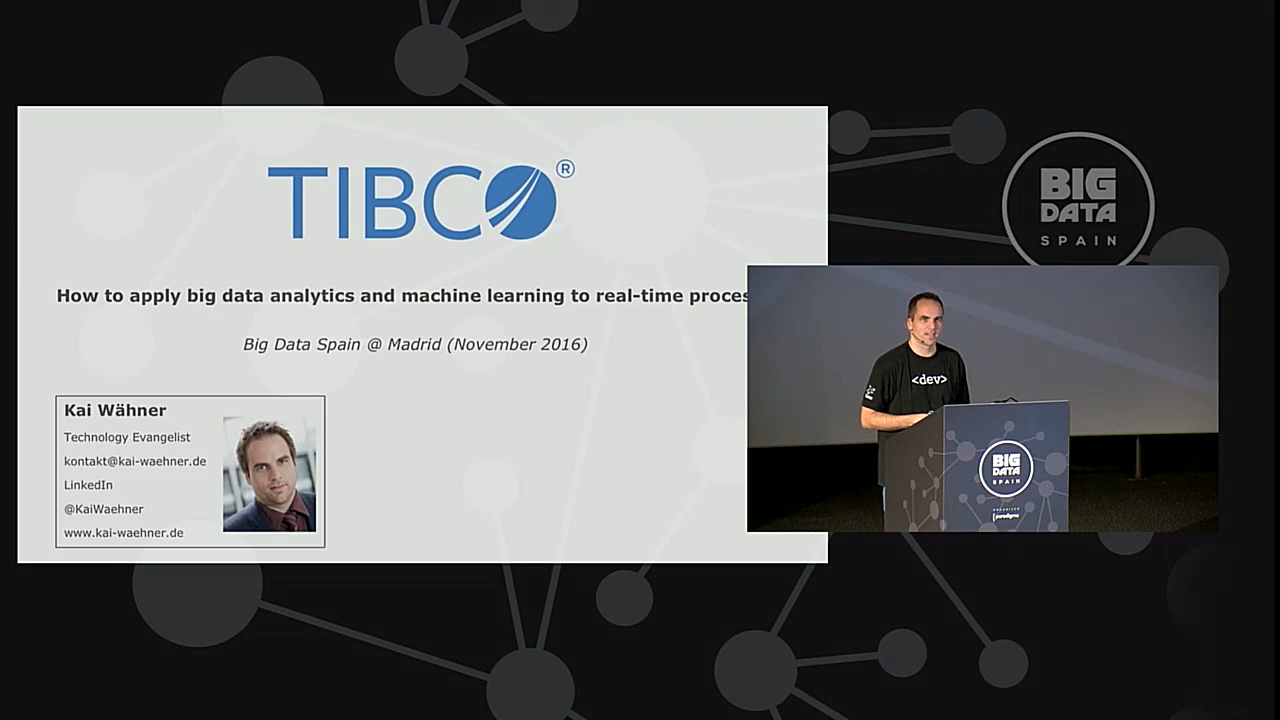 TIBCO®
How to apply big data analytics and machine learning to real-time
Big Data Spain @ Madrid (November 2016)
Kai Wähner
Technology Evangelist
kontakt@kai-waehner.de
LinkedIn
@KaiWaehner
www.kai-waehner.de
BIG
DATA
SPAIN
<dev>
BIG
DATA
SPAIN
ORGANIZER
[paradigma